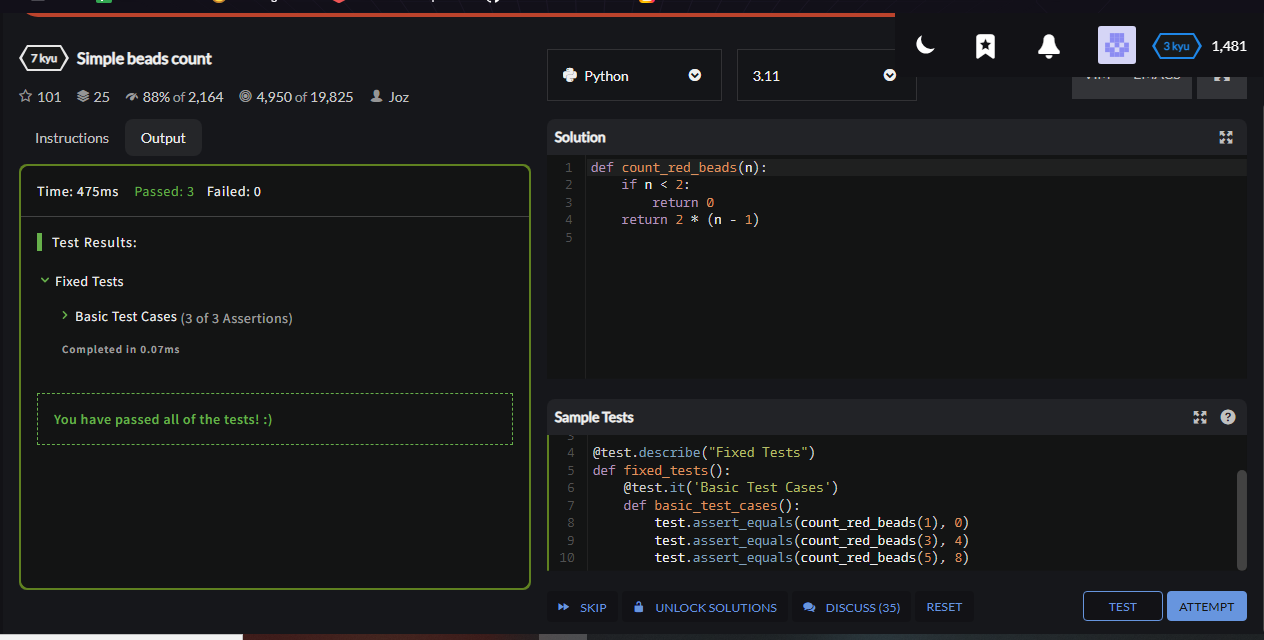 7 kyu Simple beads count
101 25 88% of 2,164 4,950 of 19,825 Joz
Instructions Output
Time: 475ms Passed: 3 Failed: 0
Test Results:
Fixed Tests
Basic Test Cases (3 of 3 Assertions)
Completed in 0.07ms
You have passed all of the tests! :)
3 kyu 1,481
Python 3.11
VIM EMACS
Solution
1 def count_red_beads(n):
2 if n < 2:
3 return 0
4 return 2 * (n - 1)
5
Sample Tests
3
4 @test.describe("Fixed Tests")
5 def fixed_tests():
6 @test.it('Basic Test Cases')
7 def basic_test_cases():
8 test.assert_equals(count_red_beads(1), 0)
9 test.assert_equals(count_red_beads(3), 4)
10 test.assert_equals(count_red_beads(5), 8)
SKIP UNLOCK SOLUTIONS DISCUSS (35) RESET TEST ATTEMPT